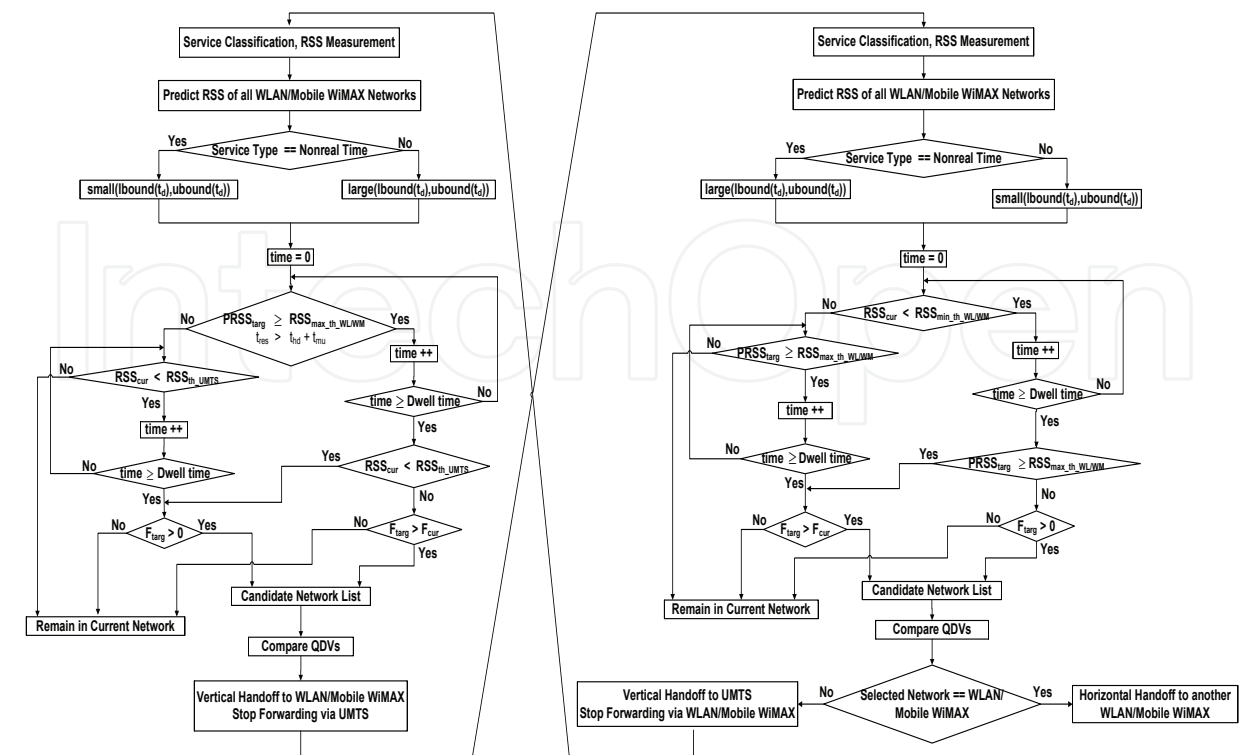 Service Classification, RSS Measurement
Predict RSS of all WLAN/Mobile WiMAX Networks
Yes
Service Type == Nonreal Time
No
small(lbound(td),ubound(td))
large(lbound(td),ubound(td))
time = 0
No
PRSStarg ≥ RSSmax_th_WL/WM
tres > thd + tmu
Yes
time ++
No
RSScur < RSSth_UMTS
Yes
time ++
time ≥ Dwell time
No
Yes
No
time ≥ Dwell time
Yes
Yes
RSScur < RSSth_UMTS
No
No
Ftarg > 0
Yes
No
Ftarg > Fcur
Yes
Candidate Network List
Remain in Current Network
Compare QDVs
Vertical Handoff to WLAN/Mobile WiMAX
Stop Forwarding via UMTS
Service Classification, RSS Measurement
Predict RSS of all WLAN/Mobile WiMAX Networks
Yes
Service Type == Nonreal Time
No
large(lbound(td),ubound(td))
small(lbound(td),ubound(td))
time = 0
No
RSScur < RSSmin_th_WL/WM
Yes
time ++
No
PRSStarg ≥ RSSmax_th_WL/WM
Yes
time ++
time ≥ Dwell time
No
Yes
No
time ≥ Dwell time
Yes
Yes
PRSStarg ≥ RSSmax_th_WL/WM
No
No
Ftarg > Fcur
Yes
No
Ftarg > 0
Yes
Candidate Network List
Remain in Current Network
Compare QDVs
Vertical Handoff to UMTS
Stop Forwarding via WLAN/Mobile WiMAX
No
Selected Network == WLAN/
Mobile WiMAX
Yes
Horizontal Handoff to another
WLAN/Mobile WiMAX
IntechOpen